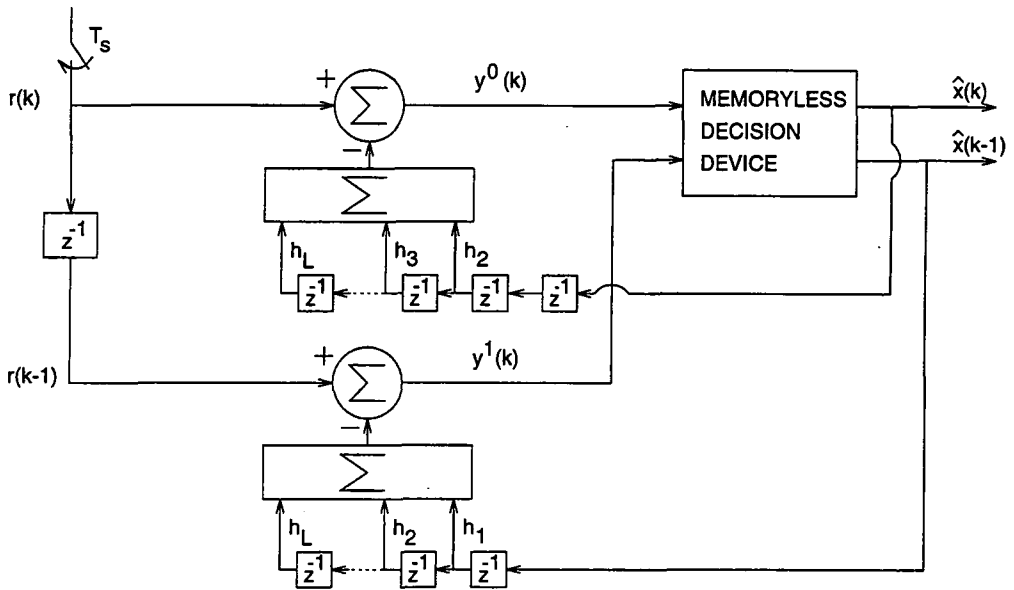 T_s
r(k)
+
Σ
y^0(k)
MEMORYLESS
DECISION
DEVICE
x̂(k)
x̂(k-1)
−
Σ
z^-1
h_L
h_3
h_2
z^-1
z^-1
z^-1
z^-1
r(k-1)
+
Σ
y^1(k)
−
Σ
h_L
h_2
h_1
z^-1
z^-1
z^-1